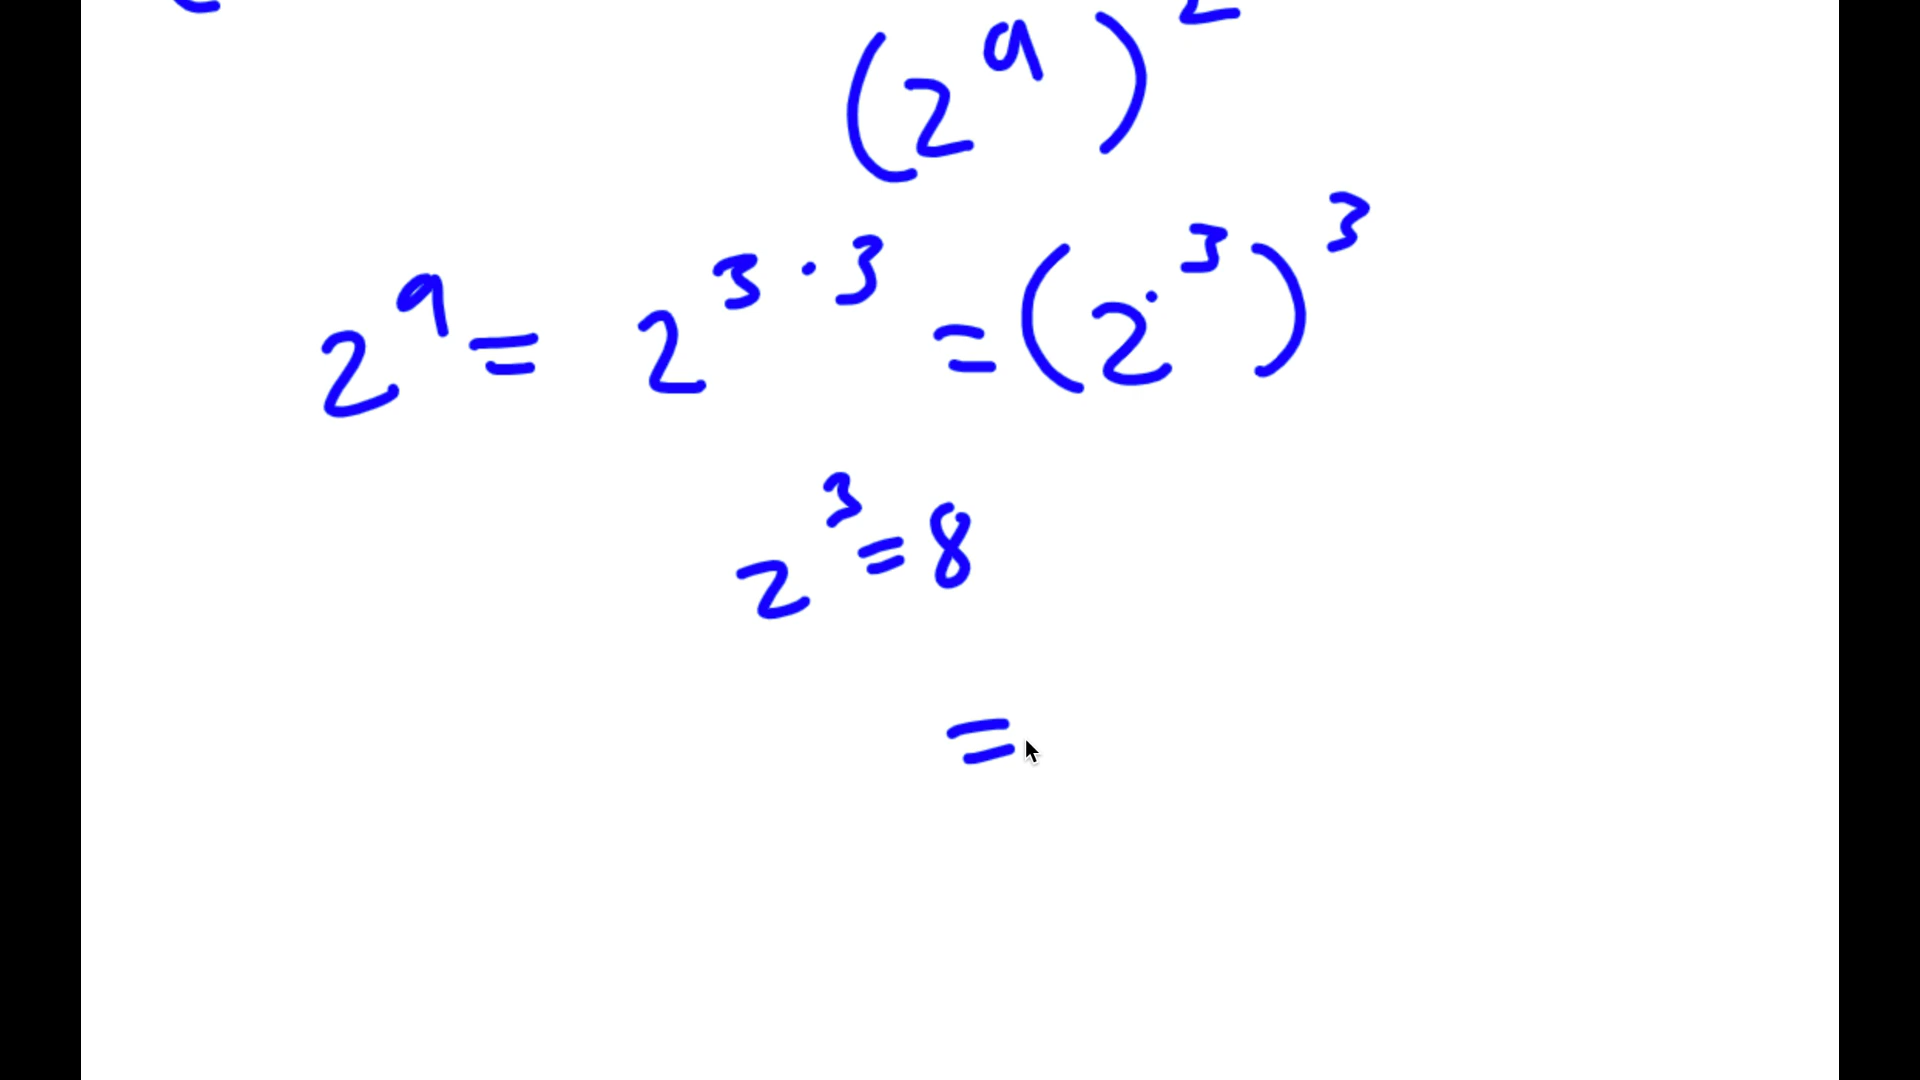 (2^9)^2
2^9 = 2^{3·3} = (2^3)^3
2^3 = 8
=